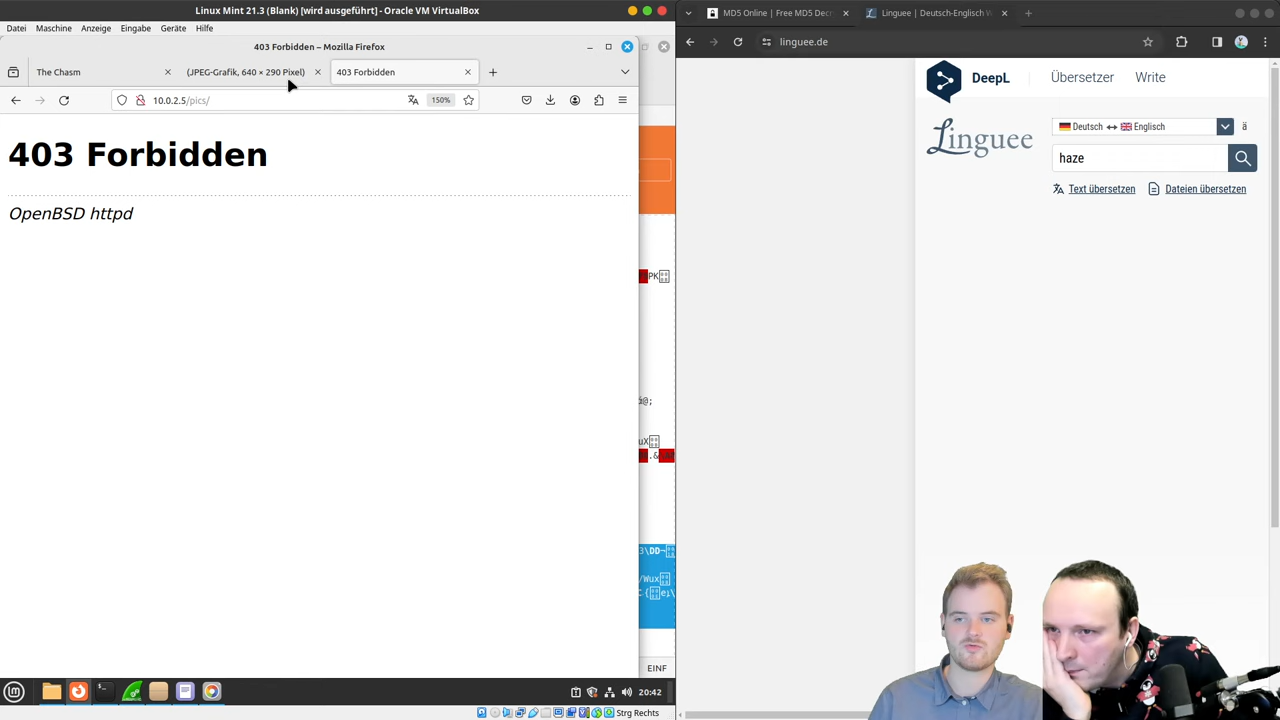 Linux Mint 21.3 (Blank) [wird ausgeführt] - Oracle VM VirtualBox
Datei Maschine Anzeige Eingabe Geräte Hilfe
403 Forbidden – Mozilla Firefox
The Chasm
(JPEG-Grafik, 640 × 290 Pixel)
403 Forbidden
10.0.2.5/pics/
150%
403 Forbidden
OpenBSD httpd
PK
EINF
20:42
Strg Rechts
MD5 Online | Free MD5 Decr
Linguee | Deutsch-Englisch W
linguee.de
DeepL
Übersetzer
Write
Linguee
Deutsch ↔ Englisch
ä
haze
Text übersetzen
Dateien übersetzen